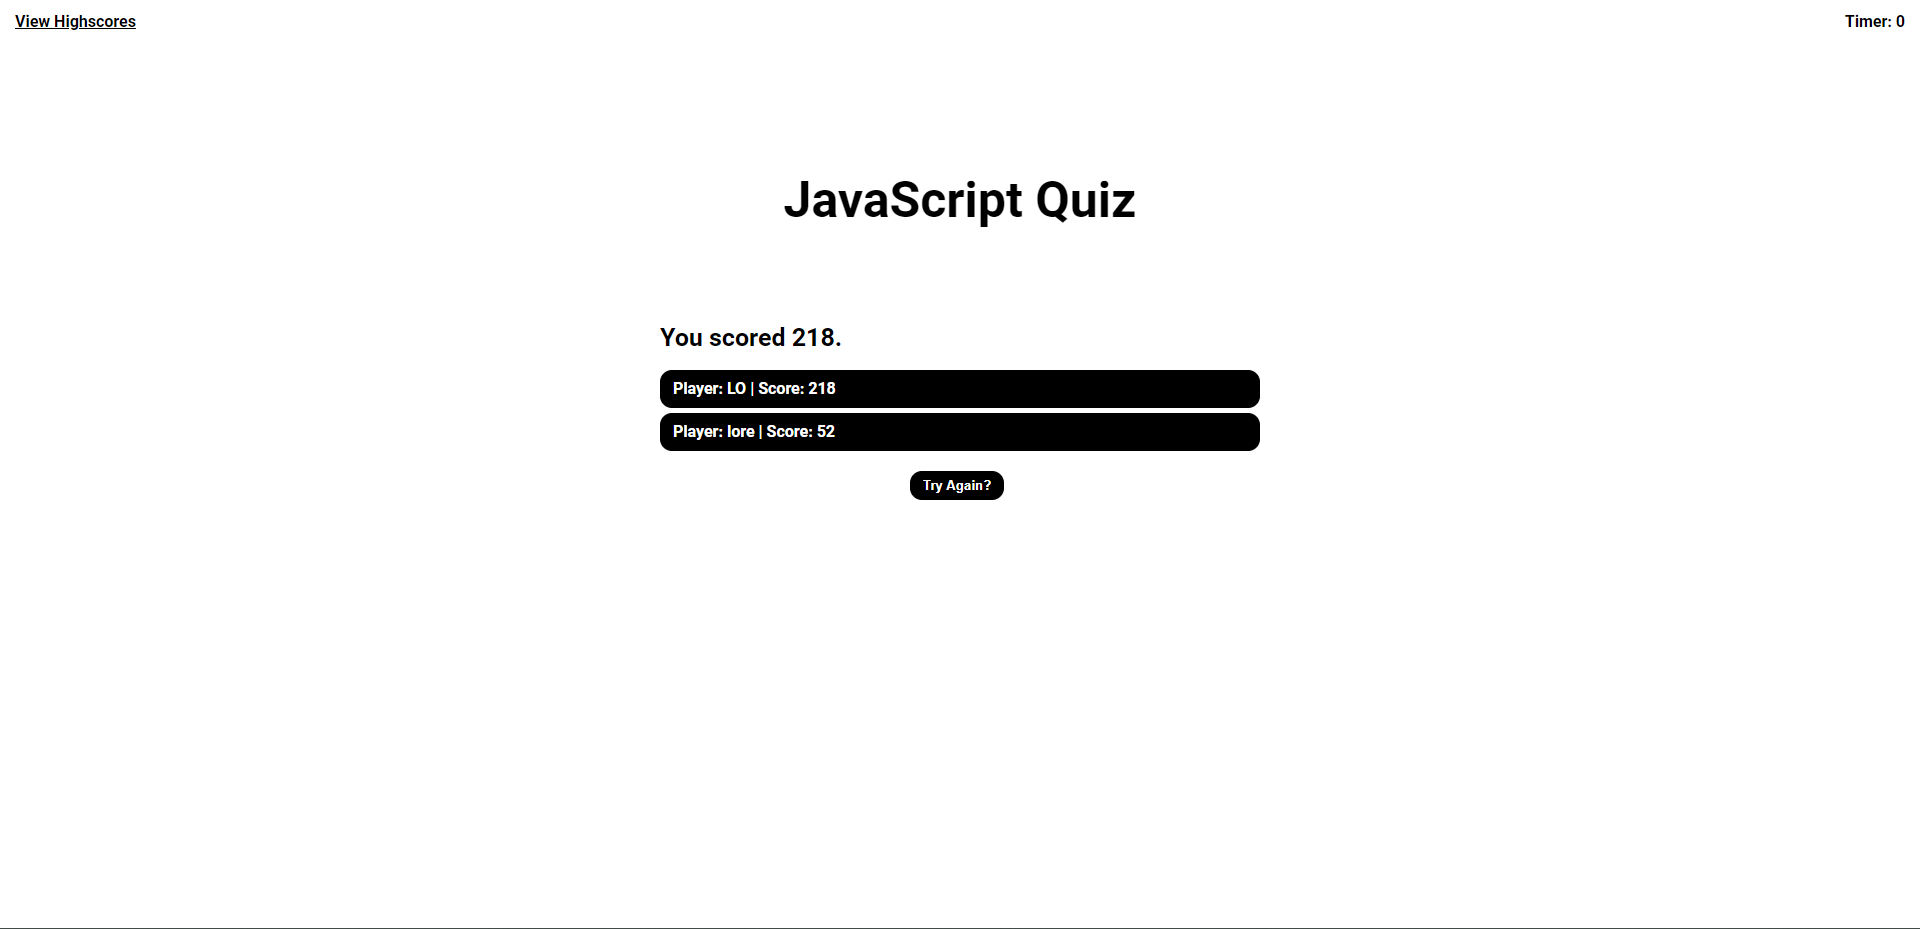 View Highscores
Timer: 0
JavaScript Quiz
You scored 218.
Player: LO | Score: 218
Player: lore | Score: 52
Try Again?